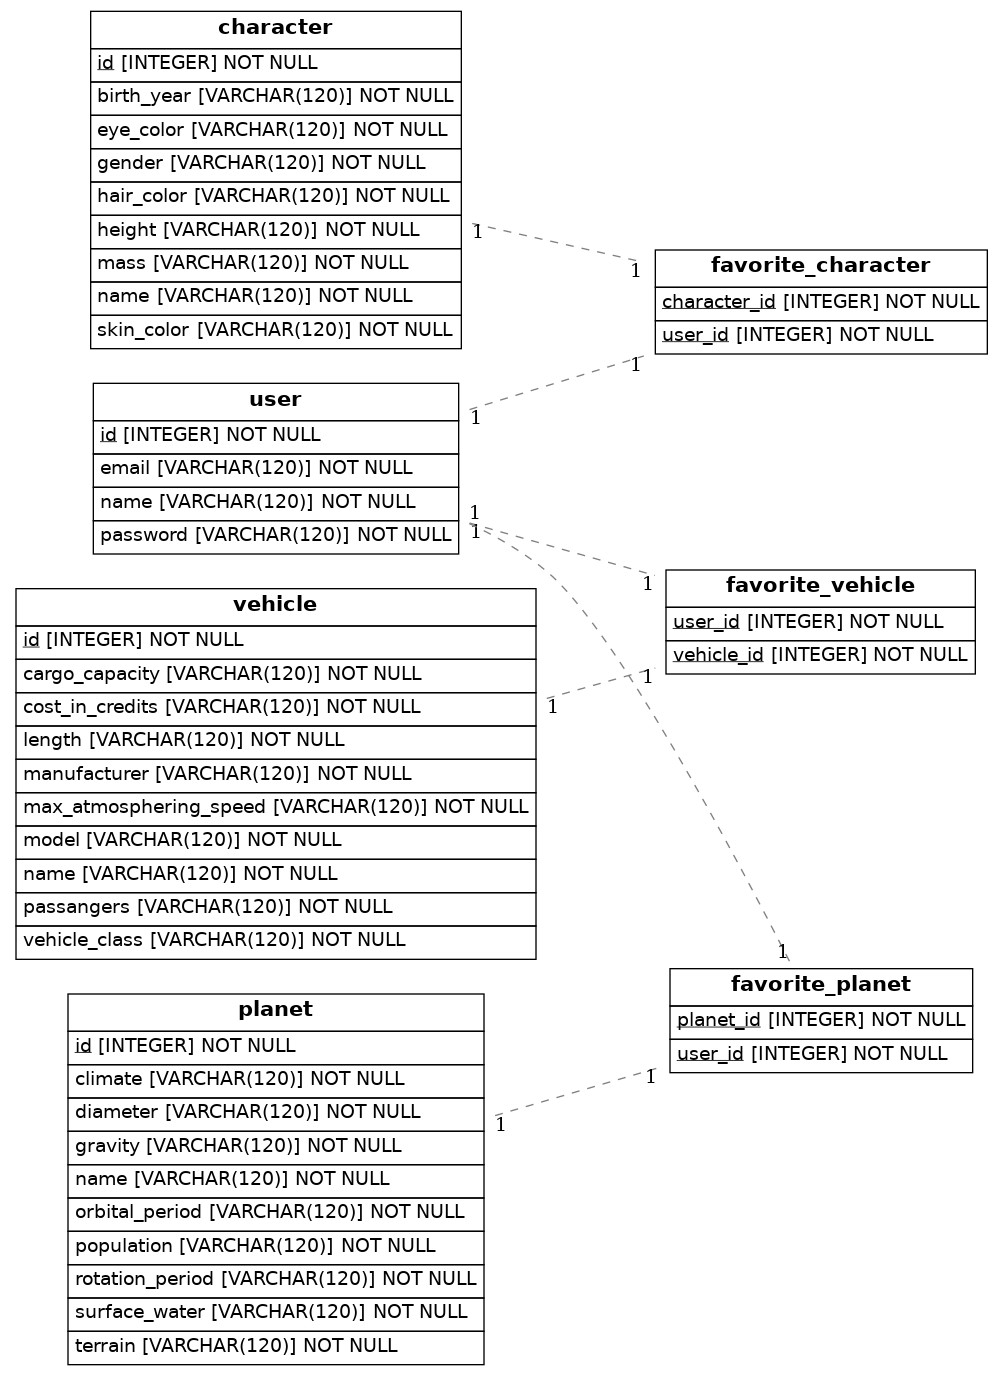 character
id [INTEGER] NOT NULL
birth_year [VARCHAR(120)] NOT NULL
eye_color [VARCHAR(120)] NOT NULL
gender [VARCHAR(120)] NOT NULL
hair_color [VARCHAR(120)] NOT NULL
height [VARCHAR(120)] NOT NULL
mass [VARCHAR(120)] NOT NULL
name [VARCHAR(120)] NOT NULL
skin_color [VARCHAR(120)] NOT NULL
1
1
favorite_character
character_id [INTEGER] NOT NULL
user_id [INTEGER] NOT NULL
1
1
user
id [INTEGER] NOT NULL
email [VARCHAR(120)] NOT NULL
name [VARCHAR(120)] NOT NULL
password [VARCHAR(120)] NOT NULL
1
1
1
favorite_vehicle
user_id [INTEGER] NOT NULL
vehicle_id [INTEGER] NOT NULL
1
1
vehicle
id [INTEGER] NOT NULL
cargo_capacity [VARCHAR(120)] NOT NULL
cost_in_credits [VARCHAR(120)] NOT NULL
length [VARCHAR(120)] NOT NULL
manufacturer [VARCHAR(120)] NOT NULL
max_atmosphering_speed [VARCHAR(120)] NOT NULL
model [VARCHAR(120)] NOT NULL
name [VARCHAR(120)] NOT NULL
passangers [VARCHAR(120)] NOT NULL
vehicle_class [VARCHAR(120)] NOT NULL
1
favorite_planet
planet_id [INTEGER] NOT NULL
user_id [INTEGER] NOT NULL
1
1
planet
id [INTEGER] NOT NULL
climate [VARCHAR(120)] NOT NULL
diameter [VARCHAR(120)] NOT NULL
gravity [VARCHAR(120)] NOT NULL
name [VARCHAR(120)] NOT NULL
orbital_period [VARCHAR(120)] NOT NULL
population [VARCHAR(120)] NOT NULL
rotation_period [VARCHAR(120)] NOT NULL
surface_water [VARCHAR(120)] NOT NULL
terrain [VARCHAR(120)] NOT NULL